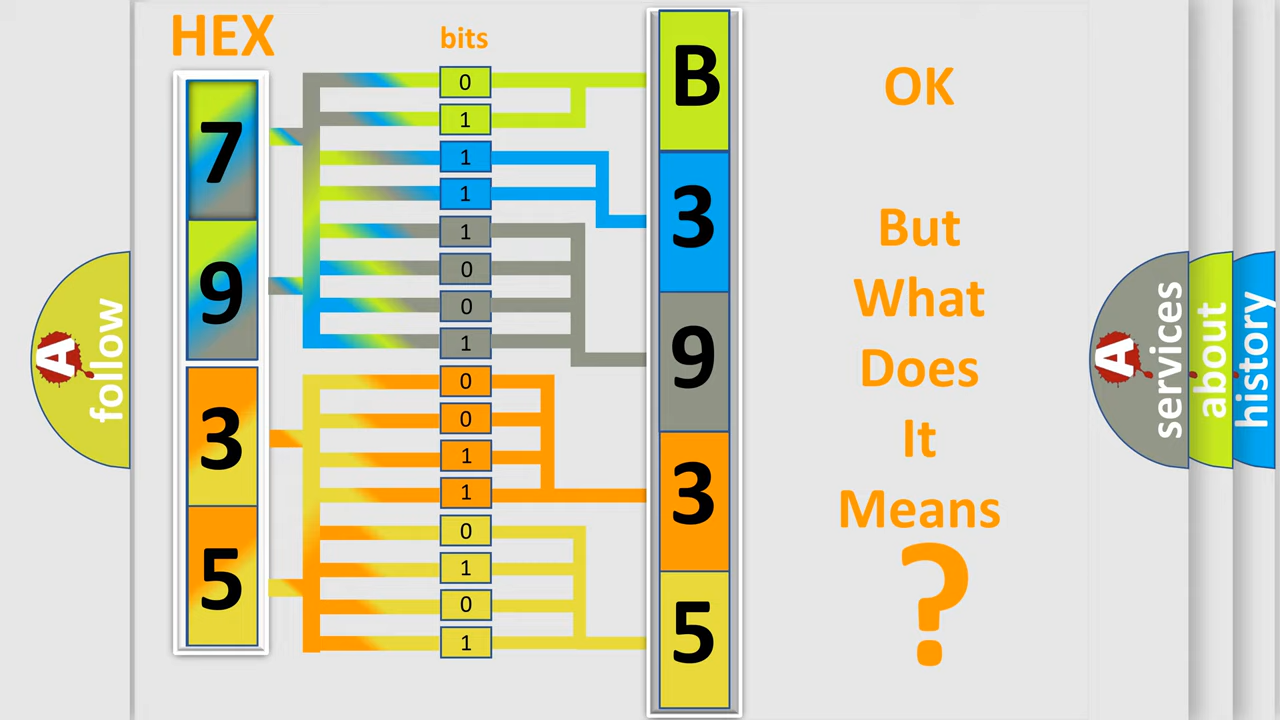 HEX
bits
7
9
3
5
0
1
1
1
1
0
0
1
0
0
1
1
0
1
0
1
B
3
9
3
5
OK
But
What
Does
It
Means
?
A
follow
A
services
about
history